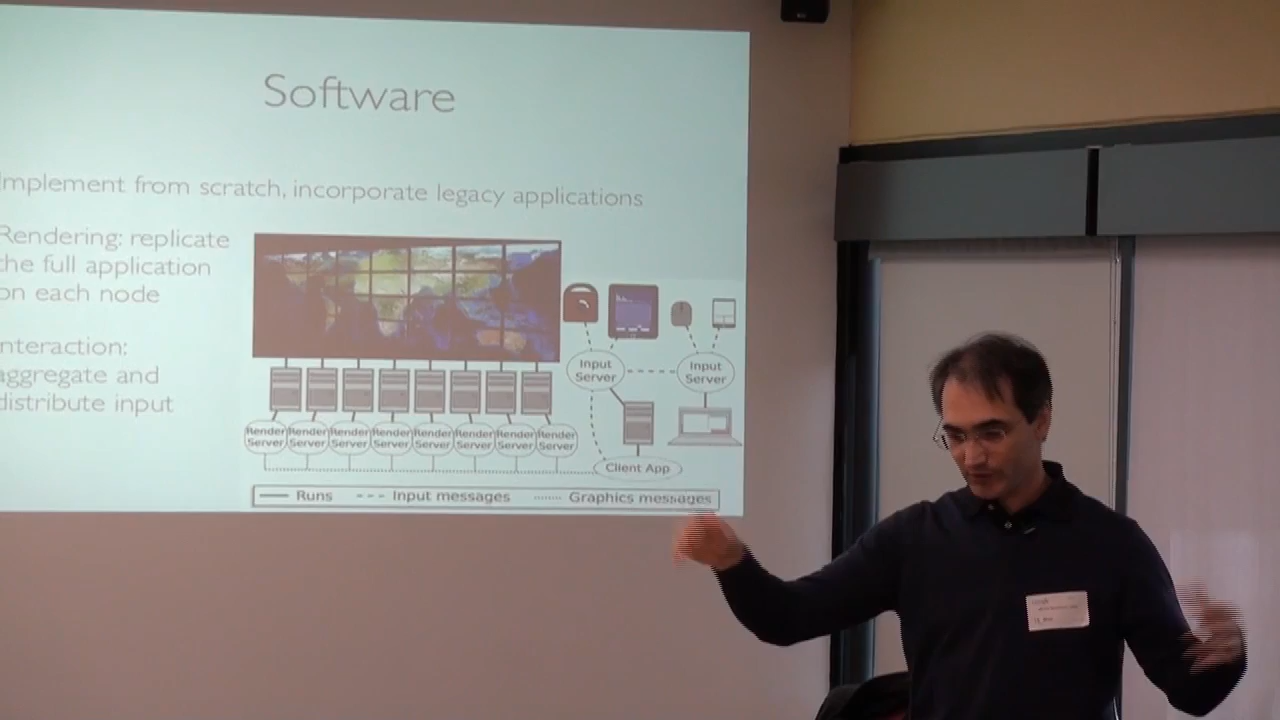 Software
Implement from scratch, incorporate legacy applications
Rendering: replicate
the full application
on each node
nteraction:
aggregate and
distribute input
Input
Server
Input
Server
Render
Server
Render
Server
Render
Server
Render
Server
Render
Server
Render
Server
Render
Server
Render
Server
Client App
Runs
Input messages
Graphics messages